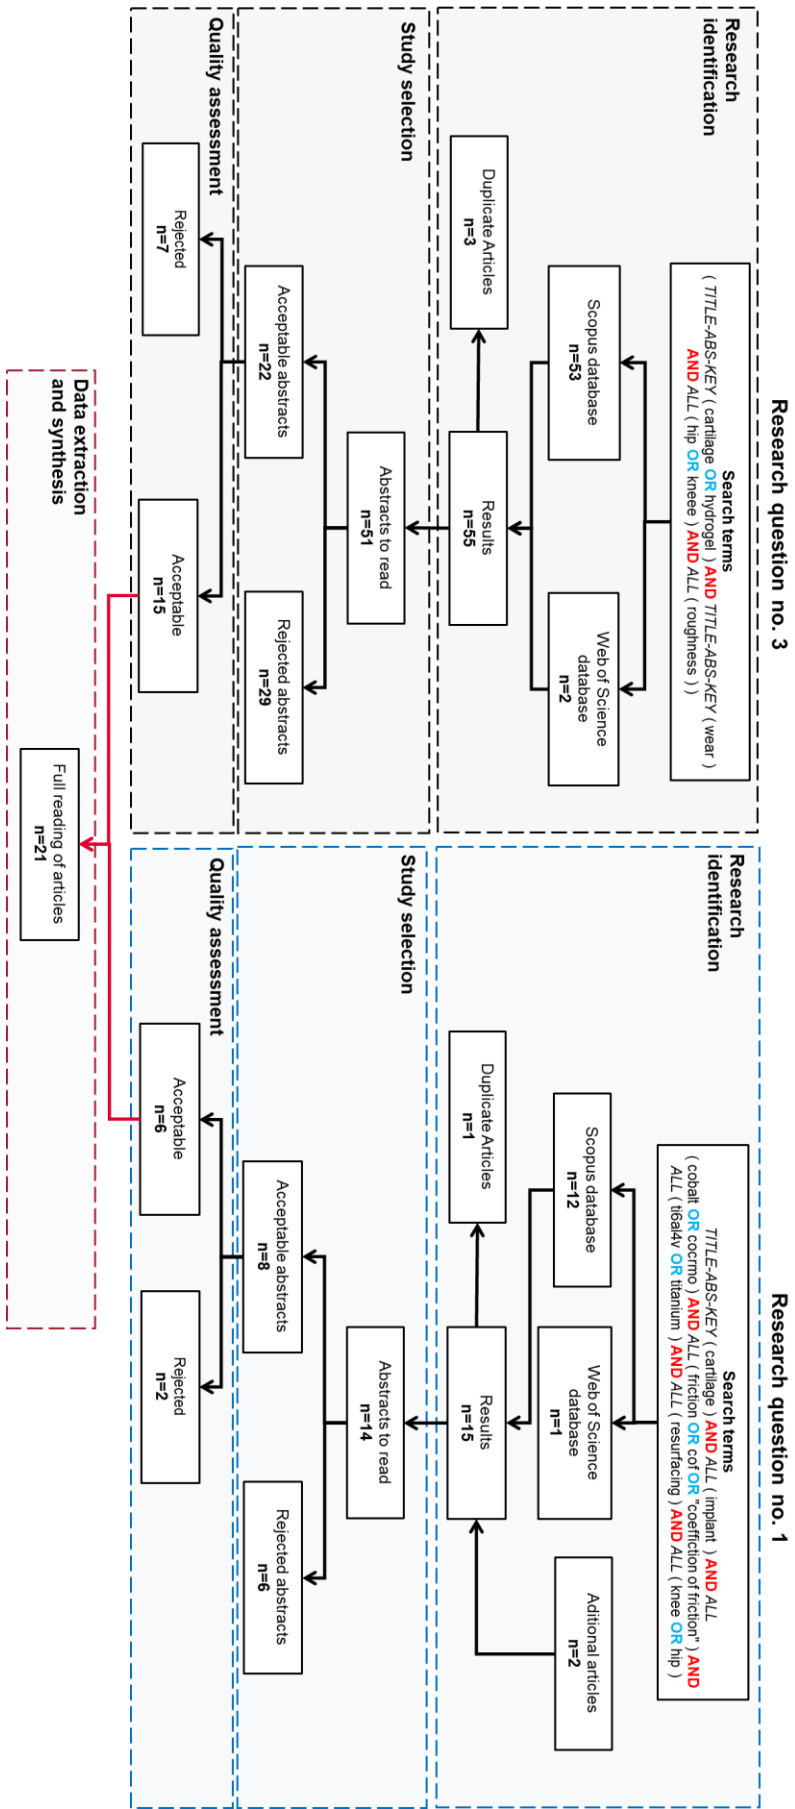 Research question no. 3
Research
identification
Search terms
( TITLE-ABS-KEY ( cartilage OR hydrogel ) AND TITLE-ABS-KEY ( wear )
AND ALL ( hip OR kneee ) AND ALL ( roughness ) )
Scopus database
n=53
Web of Science
database
n=2
Duplicate Articles
n=3
Results
n=55
Study selection
Abstracts to read
n=51
Acceptable abstracts
n=22
Rejected abstracts
n=29
Quality assessment
Rejected
n=7
Acceptable
n=15
Research question no. 1
Research
identification
Search terms
TITLE-ABS-KEY ( cartilage ) AND ALL ( implant ) AND ALL
( cobalt OR cocrmo ) AND ALL ( friction OR cof OR "coeffiction of friction" ) AND
ALL ( ti6al4v OR titanium ) AND ALL ( resurfacing ) AND ALL ( knee OR hip )
Scopus database
n=12
Web of Science
database
n=1
Aditional articles
n=2
Duplicate Articles
n=1
Results
n=15
Study selection
Abstracts to read
n=14
Acceptable abstracts
n=8
Rejected abstracts
n=6
Quality assessment
Acceptable
n=6
Rejected
n=2
Data extraction
and synthesis
Full reading of articles
n=21